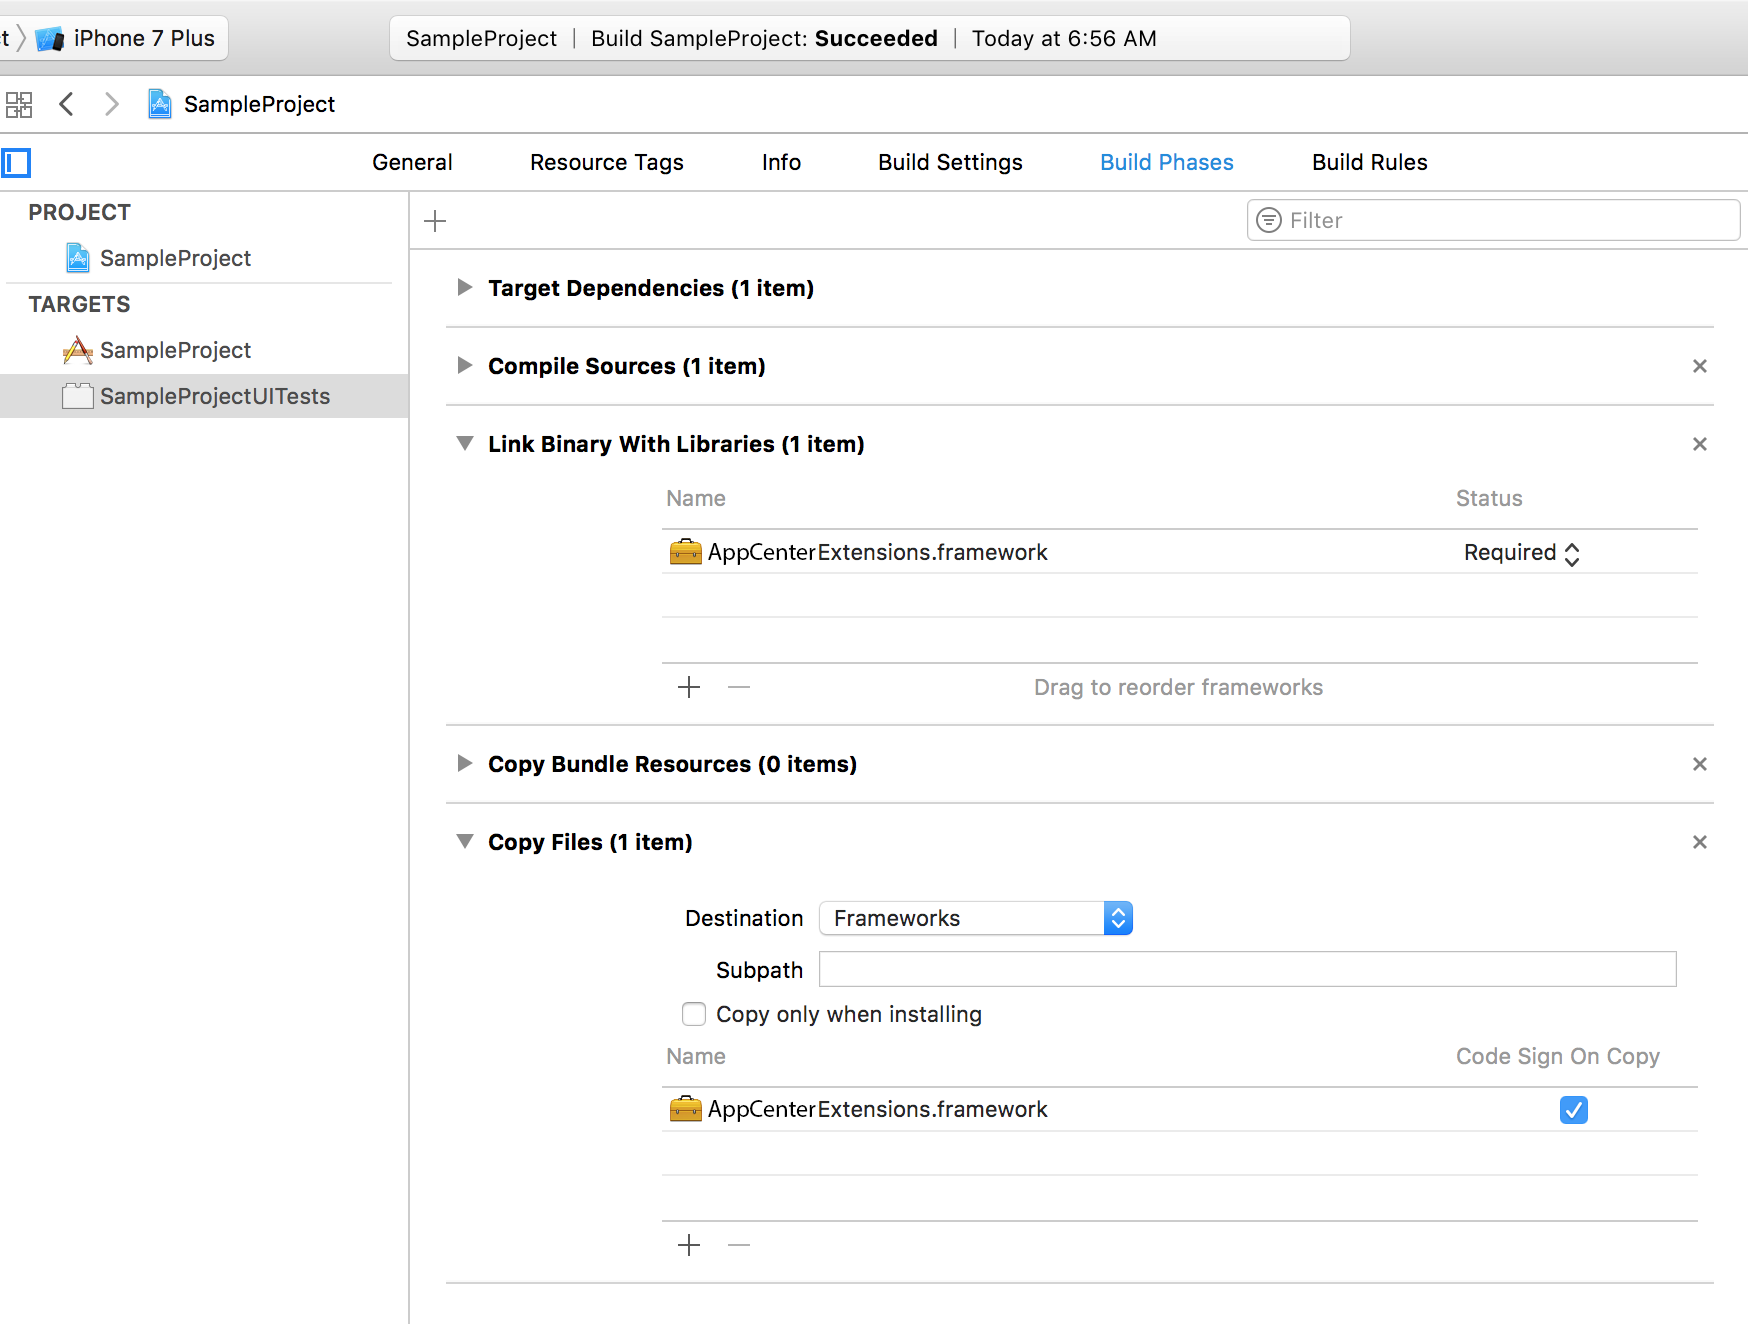 t iPhone 7 Plus
SampleProject | Build SampleProject: Succeeded | Today at 6:56 AM
SampleProject
General Resource Tags Info Build Settings Build Phases Build Rules
PROJECT
SampleProject
TARGETS
SampleProject
SampleProjectUITests
Filter
Target Dependencies (1 item)
Compile Sources (1 item)
Link Binary With Libraries (1 item)
Name Status
AppCenterExtensions.framework Required
Drag to reorder frameworks
Copy Bundle Resources (0 items)
Copy Files (1 item)
Destination Frameworks
Subpath
Copy only when installing
Name Code Sign On Copy
AppCenterExtensions.framework